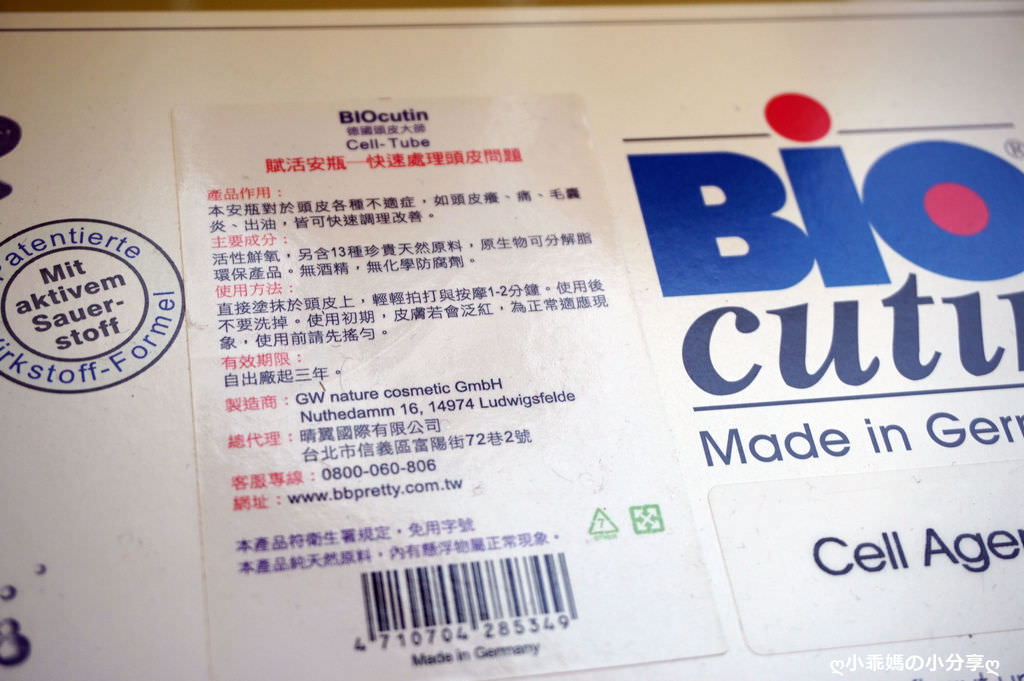 BIOcutin
德國頭皮大師
Cell-Tube
賦活安瓶─快速處理頭皮問題
產品作用：
本安瓶對於頭皮各種不適症，如頭皮癢、痛、毛囊
炎、出油，皆可快速調理改善。
主要成分：
活性鮮氧，另含13種珍貴天然原料，原生物可分解脂
環保產品。無酒精，無化學防腐劑。
使用方法：
直接塗抹於頭皮上，輕輕拍打與按摩1-2分鐘。使用後
不要洗掉。使用初期，皮膚若會泛紅，為正常適應現
象，使用前請先搖勻。
有效期限：
自出廠起三年。
製造商：GW nature cosmetic GmbH
Nuthedamm 16, 14974 Ludwigsfelde
總代理：晴翼國際有限公司
台北市信義區富陽街72巷2號
客服專線：0800-060-806
網址：www.bbpretty.com.tw
本產品符衛生署規定，免用字號
本產品純天然原料，內有懸浮物屬正常現象。
7
4 710704 285349
Made in Germany
Patentierte
Mit
aktivem
Sauer-
stoff
Wirkstoff-Formel
BiO®
cutin
Made in Ger
Cell Age
8
ღ小乖媽の小分享ღ